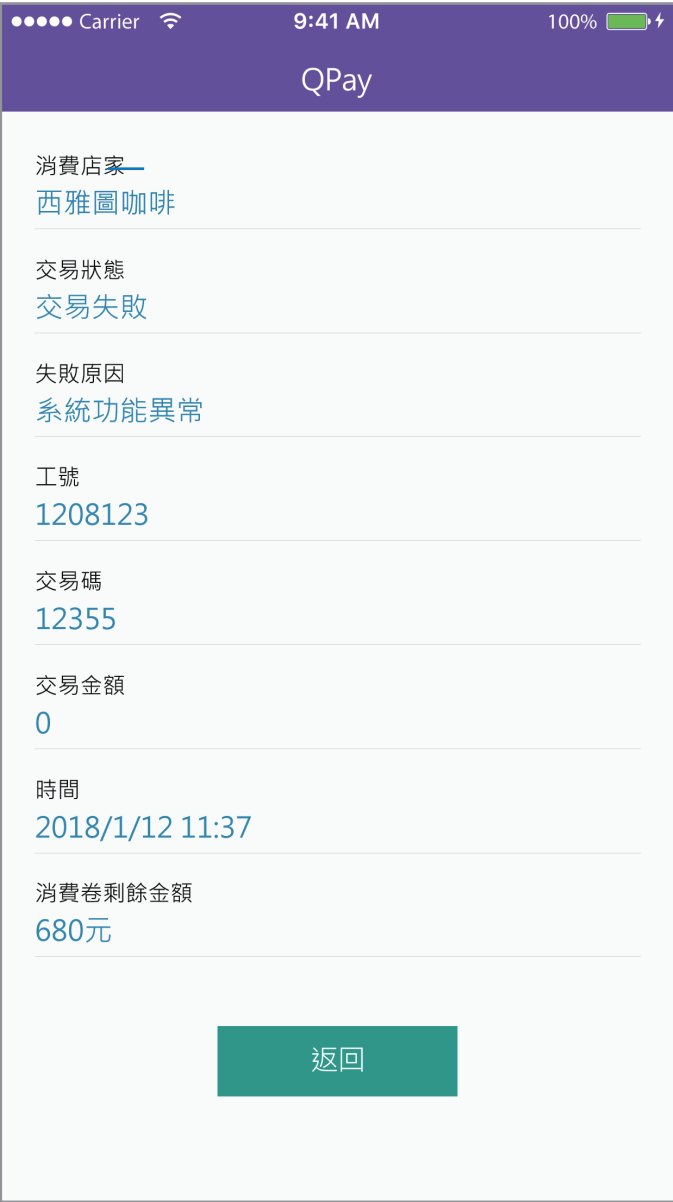 Carrier 9:41 AM 100%
QPay
消費店家
西雅圖咖啡
交易狀態
交易失敗
失敗原因
系統功能異常
工號
1208123
交易碼
12355
交易金額
0
時間
2018/1/12 11:37
消費卷剩餘金額
680元
返回